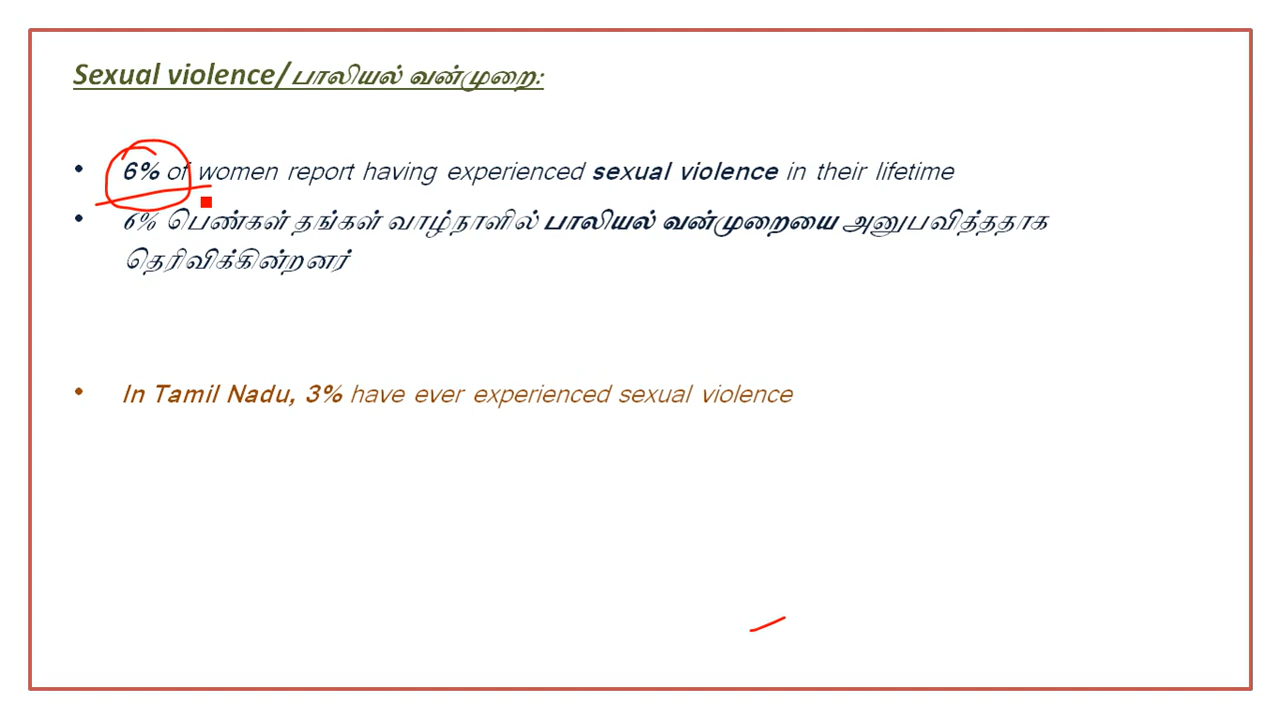 Sexual violence/ பாலியல் வன்முறை:
• 6% of women report having experienced sexual violence in their lifetime
• 6% பெண்கள் தங்கள் வாழ்நாளில் பாலியல் வன்முறையை அனுபவித்ததாக
தெரிவிக்கின்றனர்
• In Tamil Nadu, 3% have ever experienced sexual violence